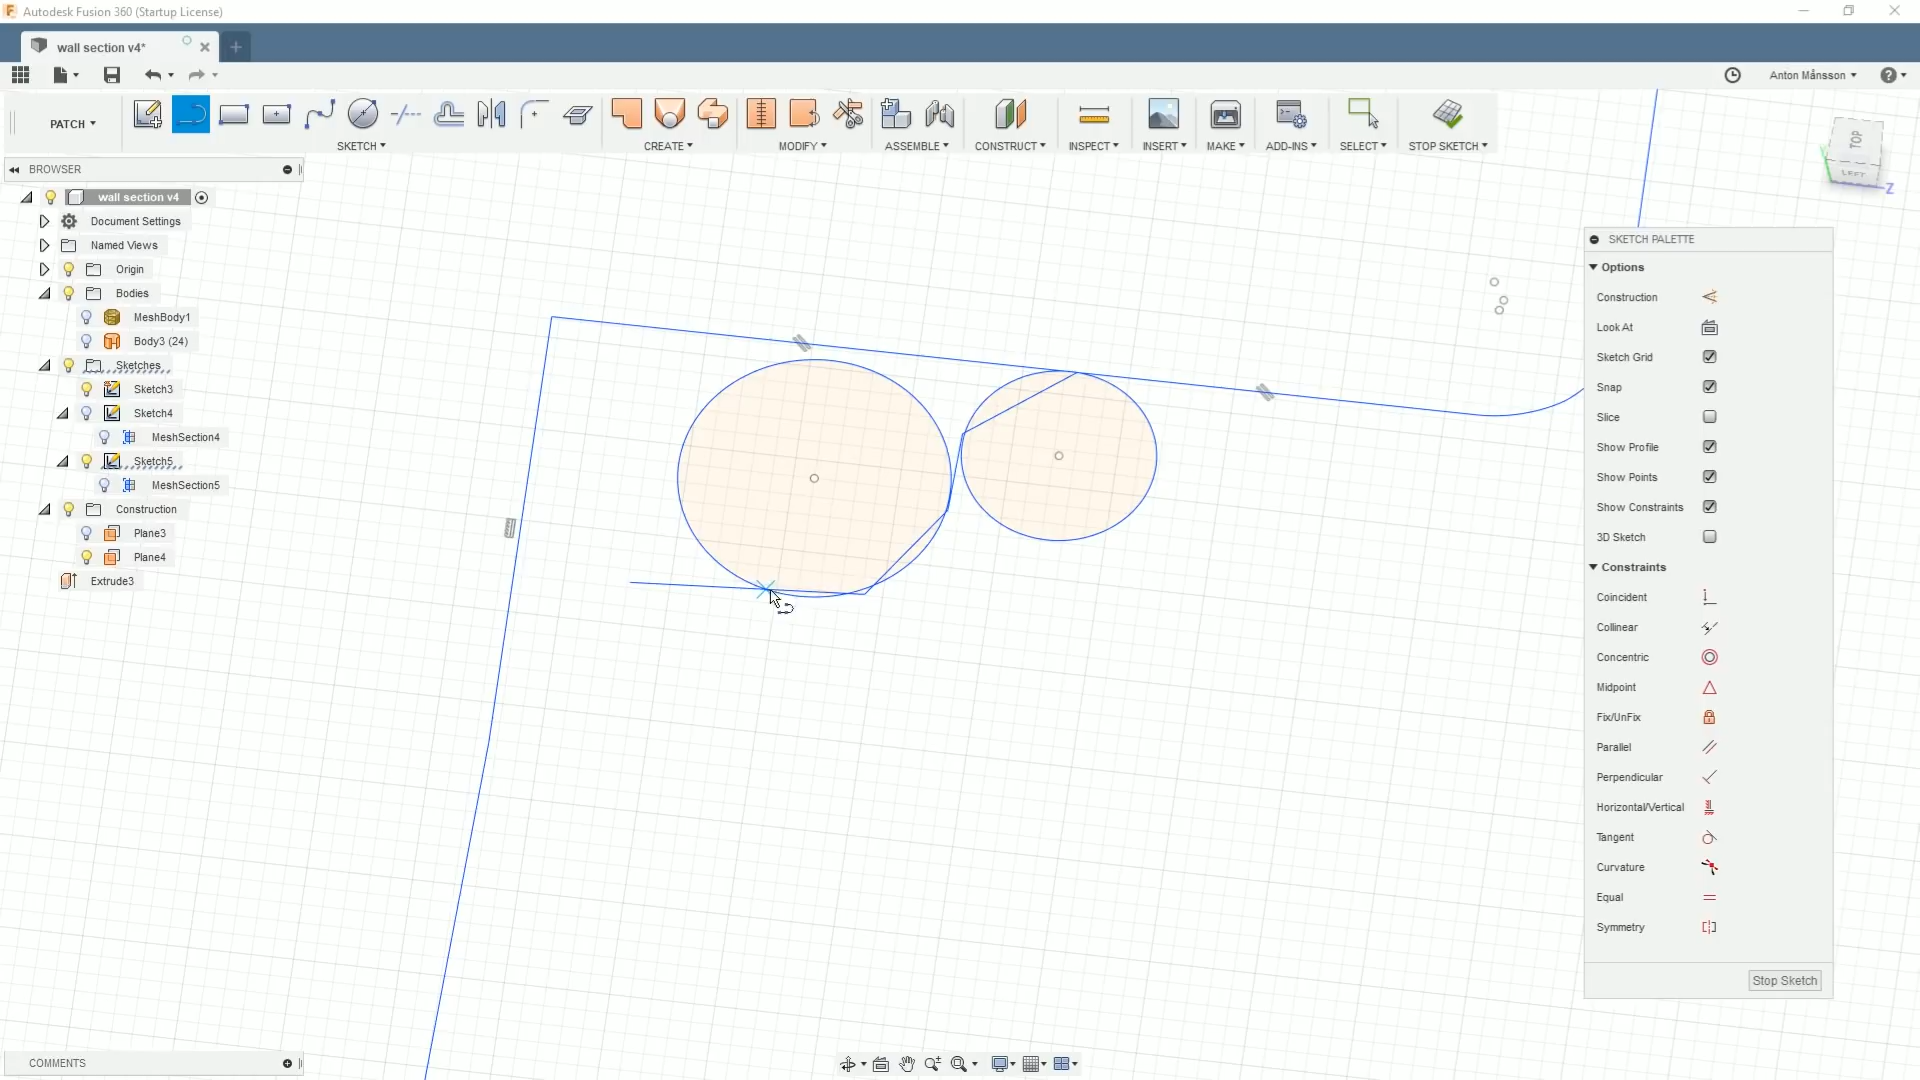 Autodesk Fusion 360 (Startup License)
wall section v4*
Anton Månsson
PATCH
SKETCH
CREATE
MODIFY
ASSEMBLE
CONSTRUCT
INSPECT
INSERT
MAKE
ADD-INS
SELECT
STOP SKETCH
BROWSER
wall section v4
Document Settings
Named Views
Origin
Bodies
MeshBody1
Body3 (24)
Sketches
Sketch3
Sketch4
MeshSection4
Sketch5
MeshSection5
Construction
Plane3
Plane4
Extrude3
TOP
LEFT
Z
SKETCH PALETTE
Options
Construction
Look At
Sketch Grid
Snap
Slice
Show Profile
Show Points
Show Constraints
3D Sketch
Constraints
Coincident
Collinear
Concentric
Midpoint
Fix/UnFix
Parallel
Perpendicular
Horizontal/Vertical
Tangent
Curvature
Equal
Symmetry
Stop Sketch
COMMENTS